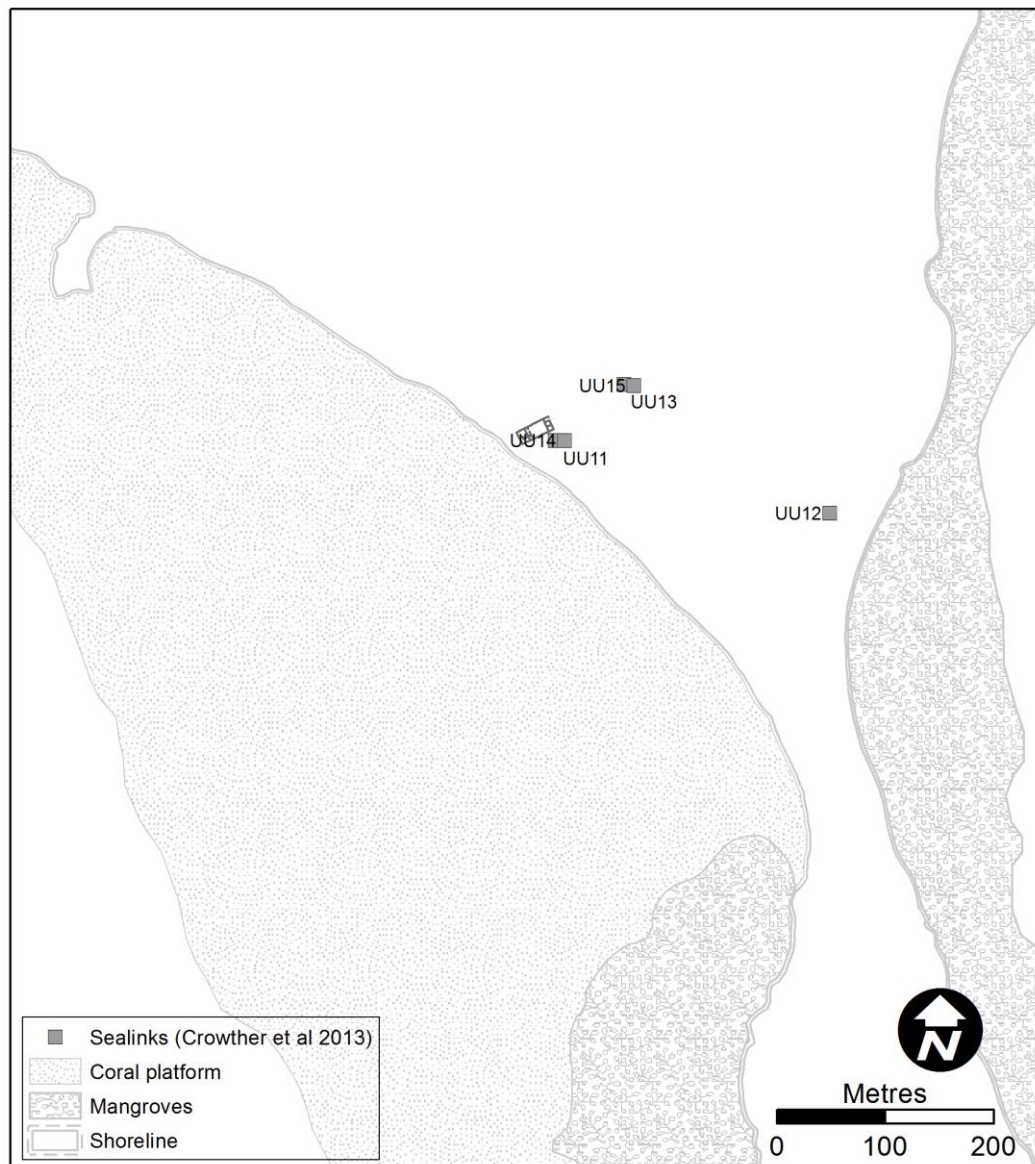 UU15
UU13
UU14
UU11
UU12
Sealinks (Crowther et al 2013)
Coral platform
Mangroves
Shoreline
N
Metres
0 100 200